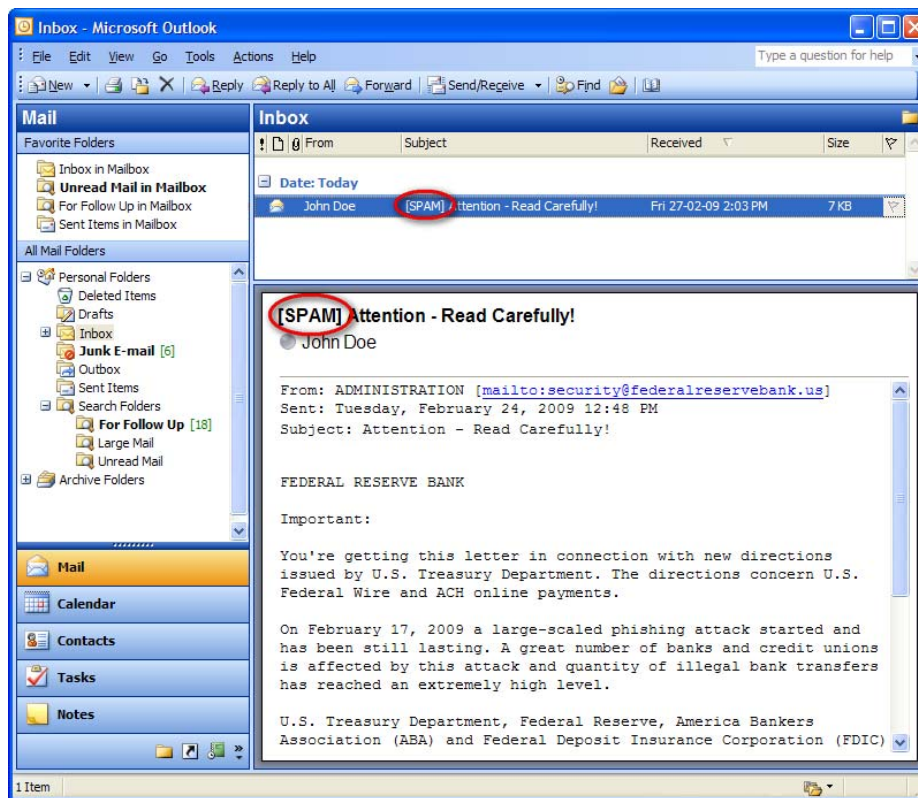 Inbox - Microsoft Outlook
File Edit View Go Tools Actions Help Type a question for help
New Reply Reply to All Forward Send/Receive Find
Mail
Favorite Folders
Inbox in Mailbox
Unread Mail in Mailbox
For Follow Up in Mailbox
Sent Items in Mailbox
All Mail Folders
Personal Folders
Deleted Items
Drafts
Inbox
Junk E-mail [6]
Outbox
Sent Items
Search Folders
For Follow Up [18]
Large Mail
Unread Mail
Archive Folders
Mail
Calendar
Contacts
Tasks
Notes
Inbox
From Subject Received Size
Date: Today
John Doe [SPAM] Attention - Read Carefully! Fri 27-02-09 2:03 PM 7 KB
[SPAM] Attention - Read Carefully!
John Doe
From: ADMINISTRATION [mailto:security@federalreservebank.us]
Sent: Tuesday, February 24, 2009 12:48 PM
Subject: Attention - Read Carefully!
FEDERAL RESERVE BANK
Important:
You're getting this letter in connection with new directions
issued by U.S. Treasury Department. The directions concern U.S.
Federal Wire and ACH online payments.
On February 17, 2009 a large-scaled phishing attack started and
has been still lasting. A great number of banks and credit unions
is affected by this attack and quantity of illegal bank transfers
has reached an extremely high level.
U.S. Treasury Department, Federal Reserve, America Bankers
Association (ABA) and Federal Deposit Insurance Corporation (FDIC)
1 Item